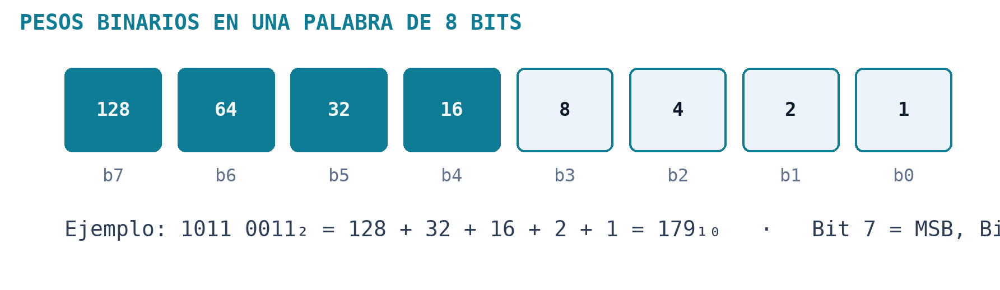 PESOS BINARIOS EN UNA PALABRA DE 8 BITS
128 64 32 16 8 4 2 1
b7 b6 b5 b4 b3 b2 b1 b0
Ejemplo: 1011 0011₂ = 128 + 32 + 16 + 2 + 1 = 179₁₀ · Bit 7 = MSB, Bi